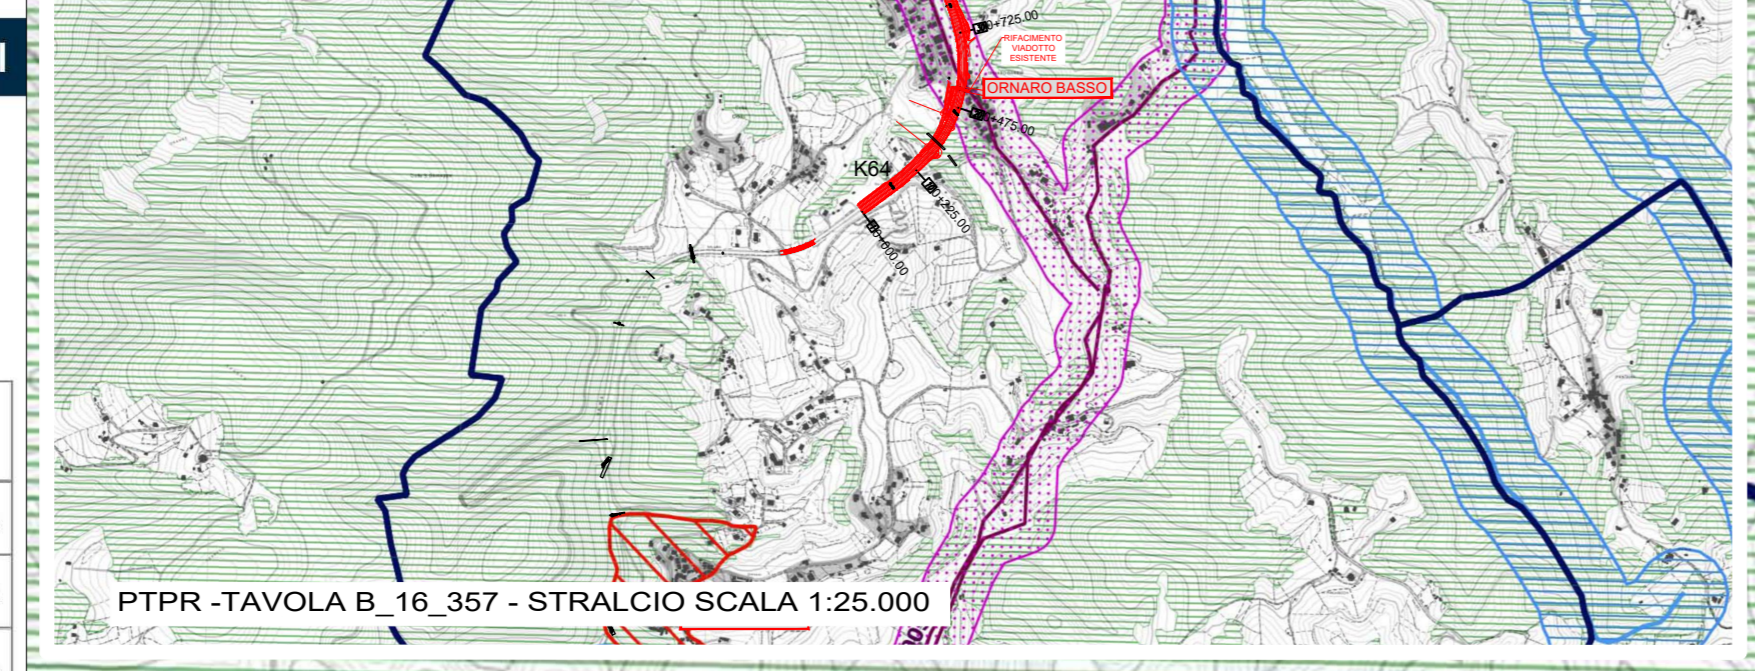 +725.00
RIFACIMENTO
VIADOTTO
ESISTENTE
ORNARO BASSO
+475.00
K64
+225.00
+000.00
PTPR -TAVOLA B_16_357 - STRALCIO SCALA 1:25.000